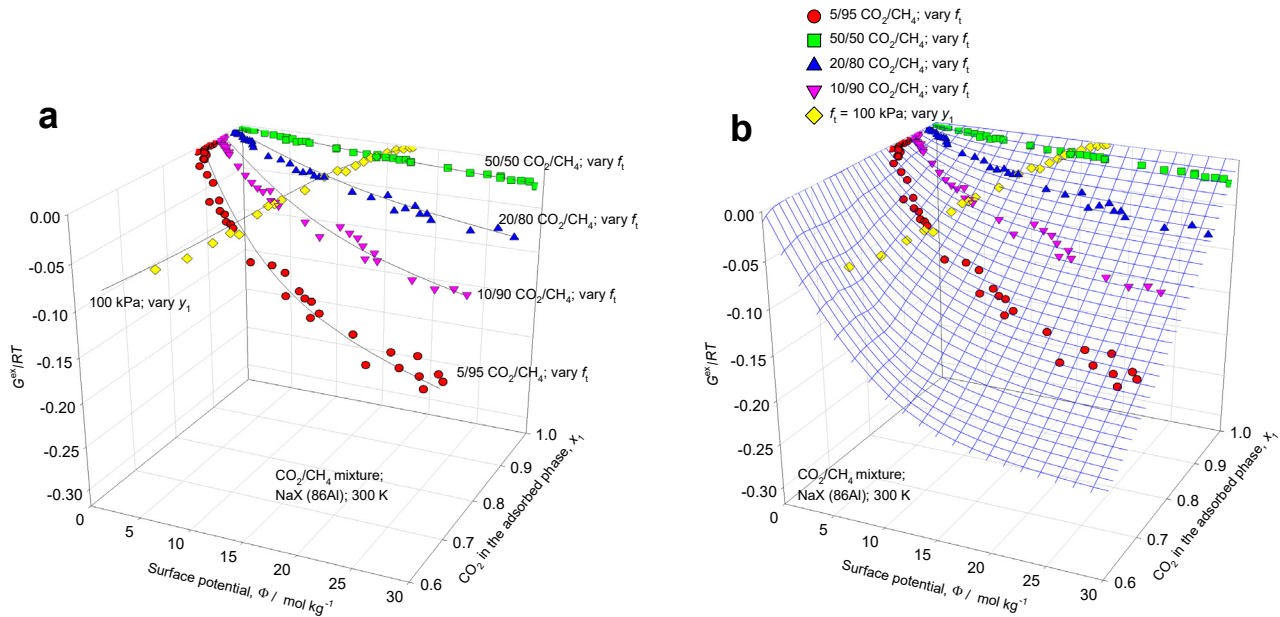 a
50/50 CO2/CH4; vary ft
20/80 CO2/CH4; vary ft
10/90 CO2/CH4; vary ft
5/95 CO2/CH4; vary ft
100 kPa; vary y1
0.00
-0.05
-0.10
-0.15
-0.20
-0.25
-0.30
Gex/RT
0
5
10
15
20
25
30
Surface potential, Φ / mol kg-1
0.6
0.7
0.8
0.9
1.0
CO2 in the adsorbed phase, x1
CO2/CH4 mixture;
NaX (86Al); 300 K
5/95 CO2/CH4; vary ft
50/50 CO2/CH4; vary ft
20/80 CO2/CH4; vary ft
10/90 CO2/CH4; vary ft
ft = 100 kPa; vary y1
b
0.00
-0.05
-0.10
-0.15
-0.20
-0.25
-0.30
Gex/RT
0
5
10
15
20
25
30
Surface potential, Φ / mol kg-1
0.6
0.7
0.8
0.9
1.0
CO2 in the adsorbed phase, x1
CO2/CH4 mixture;
NaX (86Al); 300 K